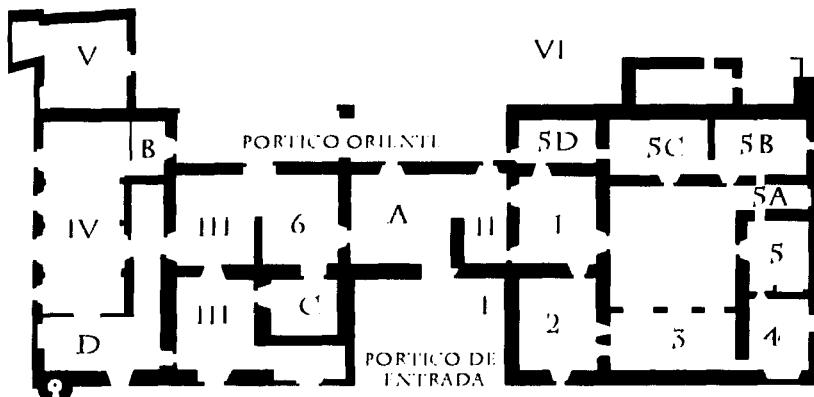 V
VI
B
PORTICO ORIENTE
5D
5C
5B
5A
IV
III
6
A
II
1
5
III
C
I
2
D
3
4
PORTICO DE
ENTRADA